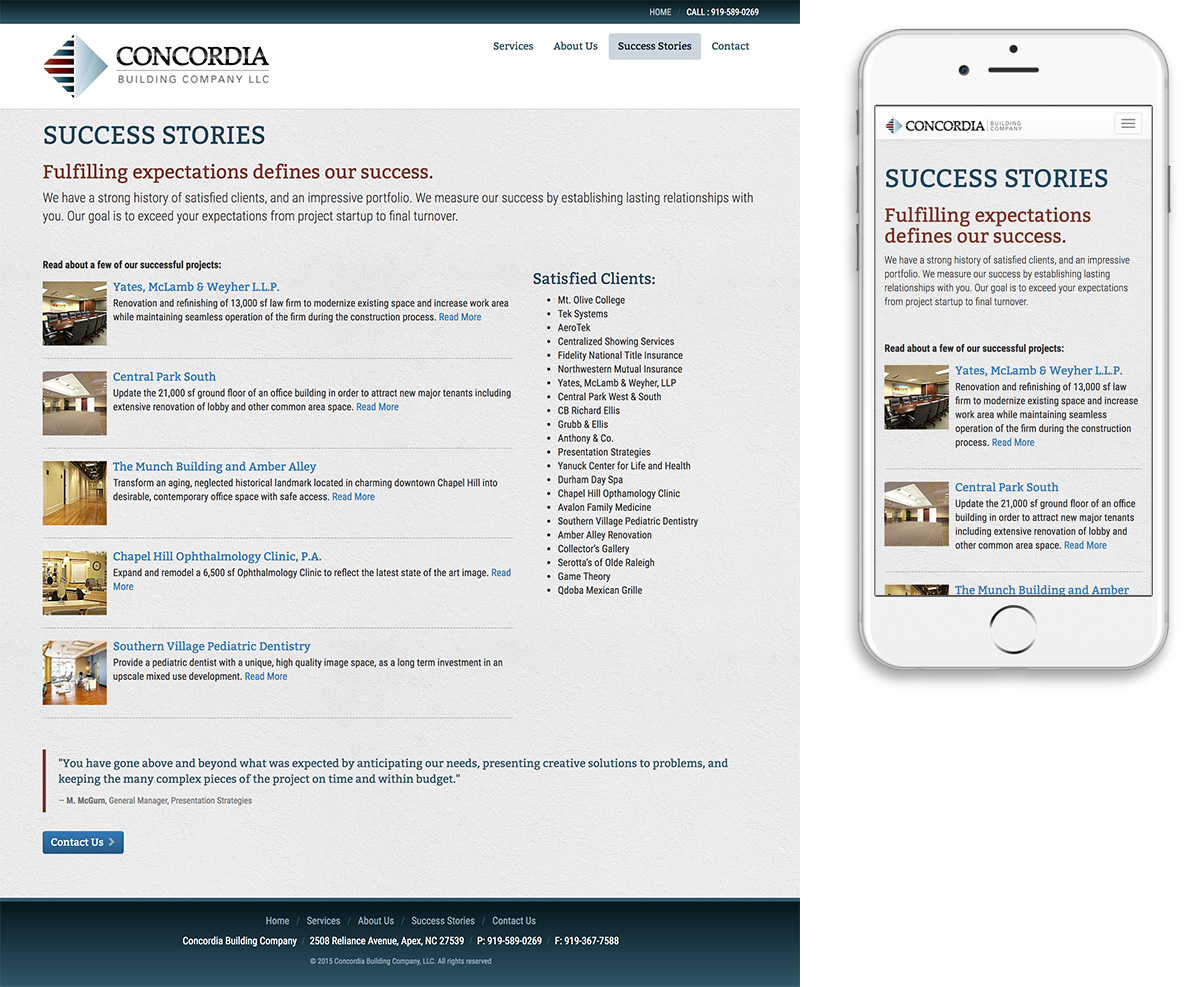 HOME / CALL : 919-589-0269
CONCORDIA
BUILDING COMPANY LLC
Services About Us Success Stories Contact
SUCCESS STORIES
Fulfilling expectations defines our success.
We have a strong history of satisfied clients, and an impressive portfolio. We measure our success by establishing lasting relationships with
you. Our goal is to exceed your expectations from project startup to final turnover.
Read about a few of our successful projects:
Yates, McLamb & Weyher L.L.P.
Renovation and refinishing of 13,000 sf law firm to modernize existing space and increase work area
while maintaining seamless operation of the firm during the construction process. Read More
Central Park South
Update the 21,000 sf ground floor of an office building in order to attract new major tenants including
extensive renovation of lobby and other common area space. Read More
The Munch Building and Amber Alley
Transform an aging, neglected historical landmark located in charming downtown Chapel Hill into
desirable, contemporary office space with safe access. Read More
Chapel Hill Ophthalmology Clinic, P.A.
Expand and remodel a 6,500 sf Ophthalmology Clinic to reflect the latest state of the art image. Read
More
Southern Village Pediatric Dentistry
Provide a pediatric dentist with a unique, high quality image space, as a long term investment in an
upscale mixed use development. Read More
Satisfied Clients:
• Mt. Olive College
• Tek Systems
• AeroTek
• Centralized Showing Services
• Fidelity National Title Insurance
• Northwestern Mutual Insurance
• Yates, McLamb & Weyher, LLP
• Central Park West & South
• CB Richard Ellis
• Grubb & Ellis
• Anthony & Co.
• Presentation Strategies
• Yanuck Center for Life and Health
• Durham Day Spa
• Chapel Hill Opthamology Clinic
• Avalon Family Medicine
• Southern Village Pediatric Dentistry
• Amber Alley Renovation
• Collector's Gallery
• Serotta's of Olde Raleigh
• Game Theory
• Qdoba Mexican Grille
"You have gone above and beyond what was expected by anticipating our needs, presenting creative solutions to problems, and
keeping the many complex pieces of the project on time and within budget."
— M. McGurn, General Manager, Presentation Strategies
Contact Us
Home / Services / About Us / Success Stories / Contact Us
Concordia Building Company / 2508 Reliance Avenue, Apex, NC 27539 / P: 919-589-0269 / F: 919-367-7588
© 2015 Concordia Building Company, LLC. All rights reserved
CONCORDIA
BUILDING
COMPANY
SUCCESS STORIES
Fulfilling expectations
defines our success.
We have a strong history of satisfied clients, and an impressive
portfolio. We measure our success by establishing lasting
relationships with you. Our goal is to exceed your expectations
from project startup to final turnover.
Read about a few of our successful projects:
Yates, McLamb & Weyher L.L.P.
Renovation and refinishing of 13,000 sf law
firm to modernize existing space and increase
work area while maintaining seamless
operation of the firm during the construction
process. Read More
Central Park South
Update the 21,000 sf ground floor of an office
building in order to attract new major tenants
including extensive renovation of lobby and
other common area space. Read More
The Munch Building and Amber